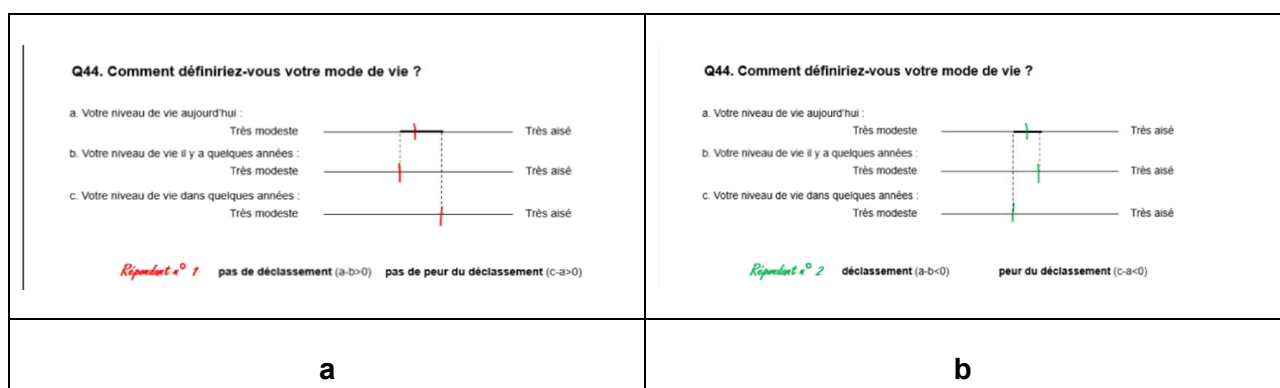 Q44. Comment définiriez-vous votre mode de vie ?
a. Votre niveau de vie aujourd'hui :
Très modeste Très aisé
b. Votre niveau de vie il y a quelques années :
Très modeste Très aisé
c. Votre niveau de vie dans quelques années :
Très modeste Très aisé
Répondant n° 1 pas de déclassement (a-b>0) pas de peur du déclassement (c-a>0)
a
Q44. Comment définiriez-vous votre mode de vie ?
a. Votre niveau de vie aujourd'hui :
Très modeste Très aisé
b. Votre niveau de vie il y a quelques années :
Très modeste Très aisé
c. Votre niveau de vie dans quelques années :
Très modeste Très aisé
Répondant n° 2 déclassement (a-b<0) peur du déclassement (c-a<0)
b